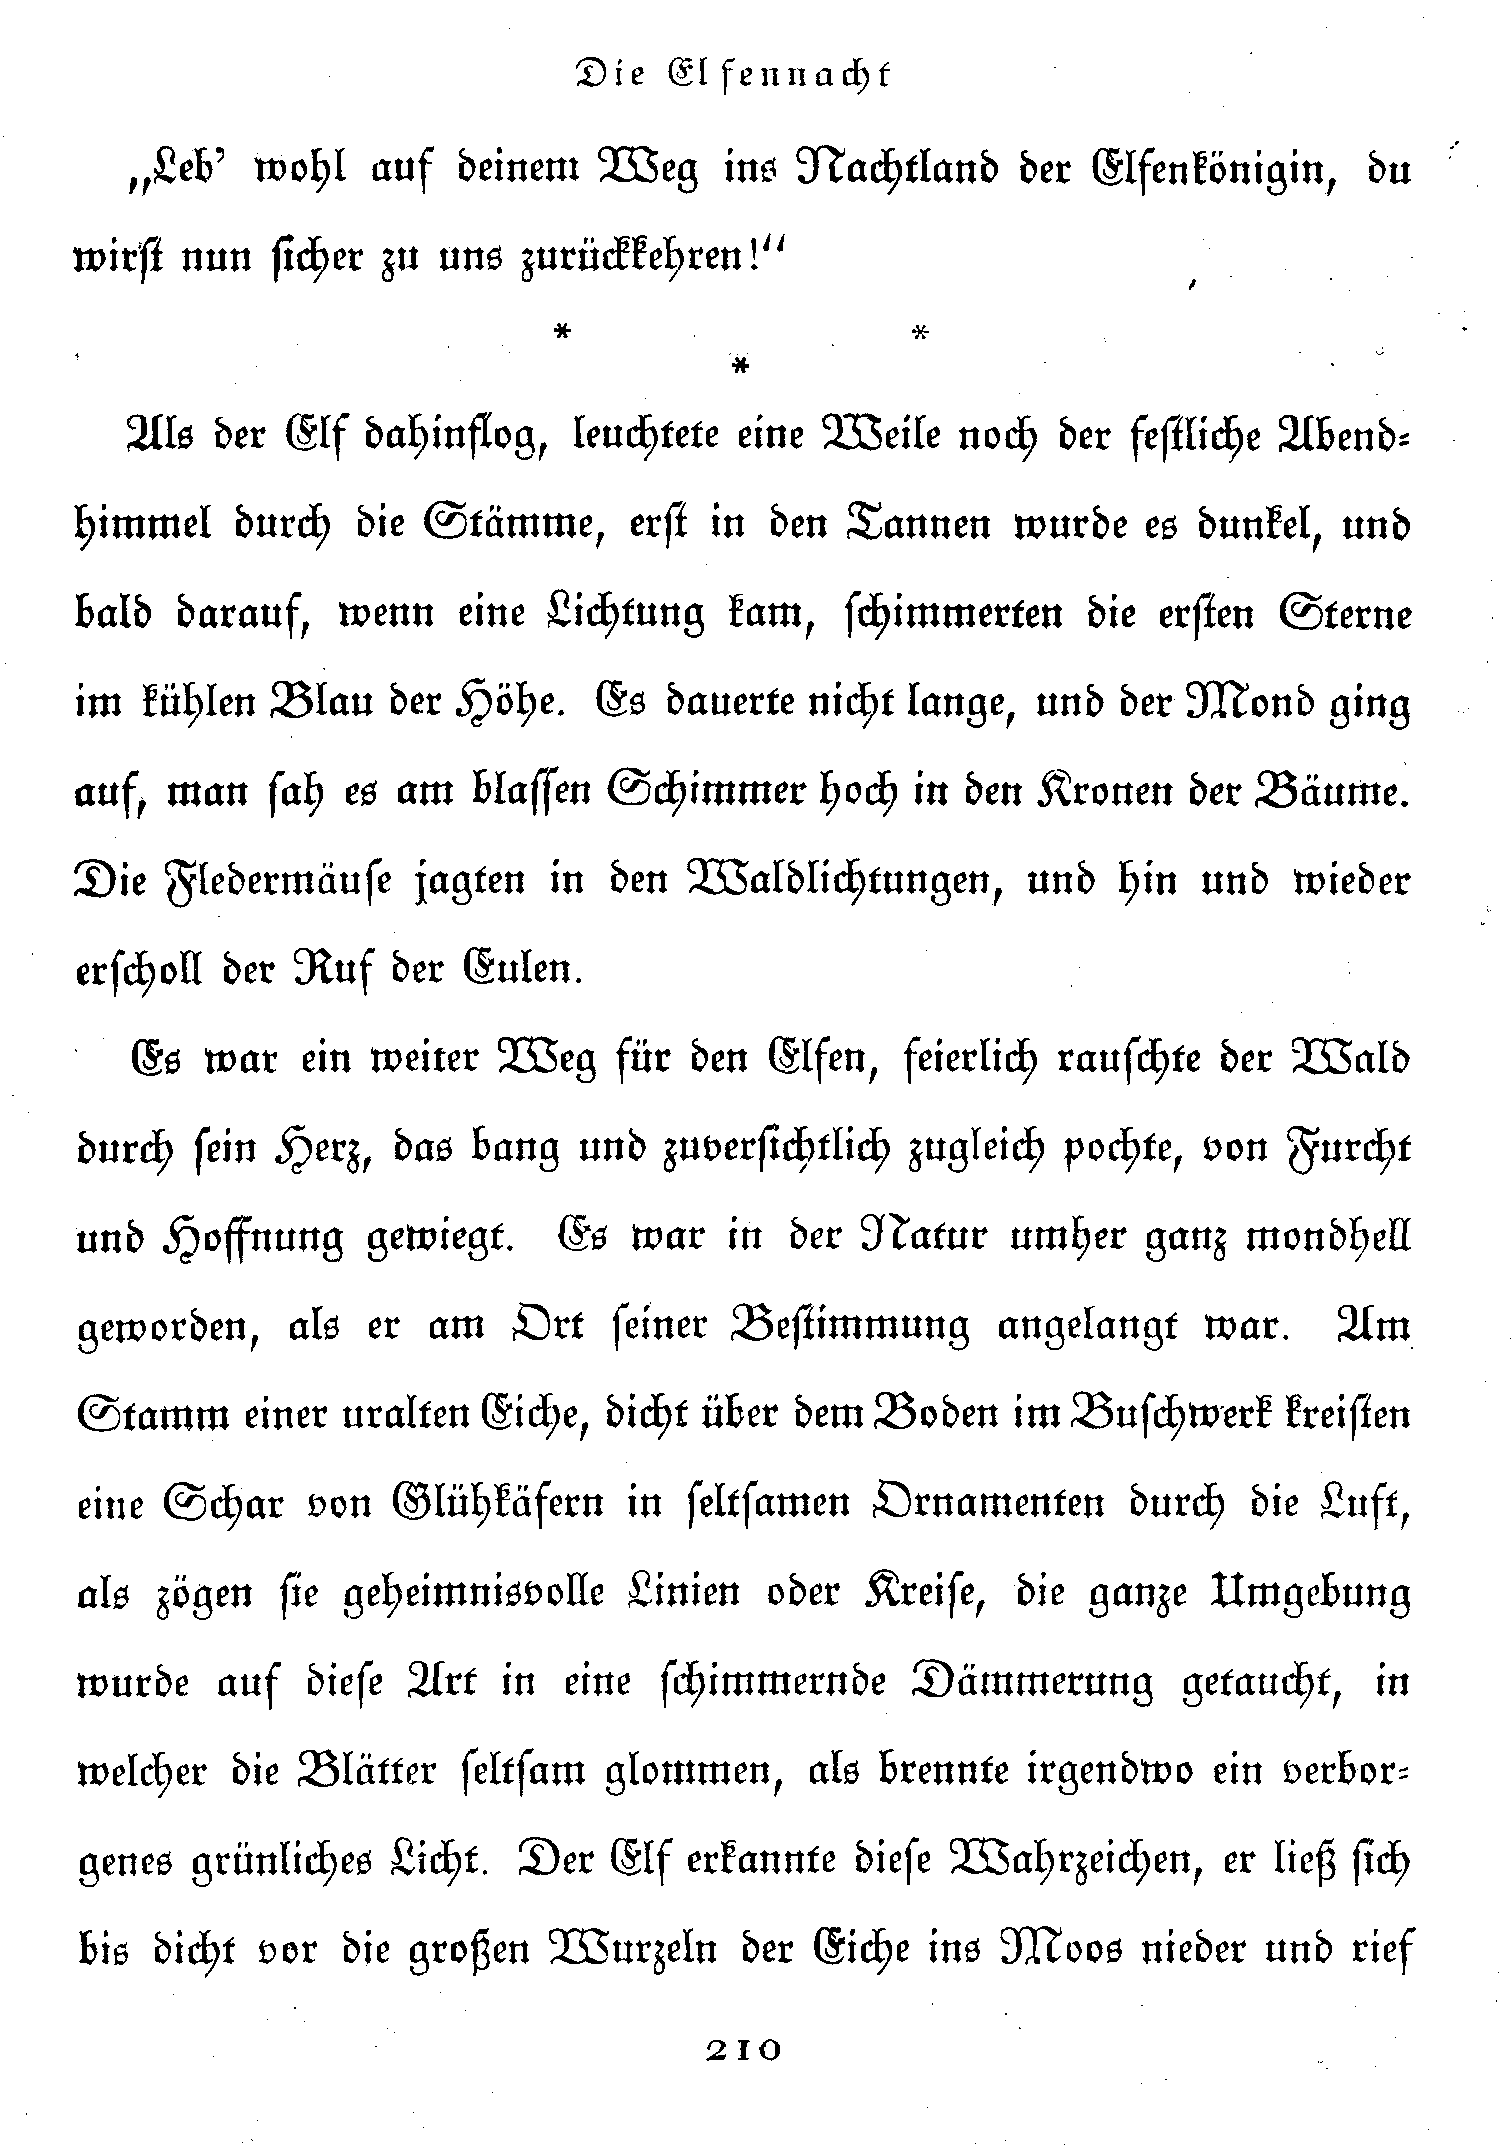 Die Elfennacht
„Leb’ wohl auf deinem Weg ins Nachtland der Elfenkönigin, du
wirſt nun ſicher zu uns zurückkehren!“
* *
*
Als der Elf dahinflog, leuchtete eine Weile noch der feſtliche Abend⸗
himmel durch die Stämme, erſt in den Tannen wurde es dunkel, und
bald darauf, wenn eine Lichtung kam, ſchimmerten die erſten Sterne
im kühlen Blau der Höhe. Es dauerte nicht lange, und der Mond ging
auf, man ſah es am blaſſen Schimmer hoch in den Kronen der Bäume.
Die Fledermäuſe jagten in den Waldlichtungen, und hin und wieder
erſcholl der Ruf der Eulen.
Es war ein weiter Weg für den Elfen, feierlich rauſchte der Wald
durch ſein Herz, das bang und zuverſichtlich zugleich pochte, von Furcht
und Hoffnung gewiegt. Es war in der Natur umher ganz mondhell
geworden, als er am Ort ſeiner Beſtimmung angelangt war. Am
Stamm einer uralten Eiche, dicht über dem Boden im Buſchwerk kreiſten
eine Schar von Glühkäfern in ſeltſamen Ornamenten durch die Luft,
als zögen ſie geheimnisvolle Linien oder Kreiſe, die ganze Umgebung
wurde auf dieſe Art in eine ſchimmernde Dämmerung getaucht, in
welcher die Blätter ſeltſam glommen, als brennte irgendwo ein verbor⸗
genes grünliches Licht. Der Elf erkannte dieſe Wahrzeichen, er ließ ſich
bis dicht vor die großen Wurzeln der Eiche ins Moos nieder und rief
210